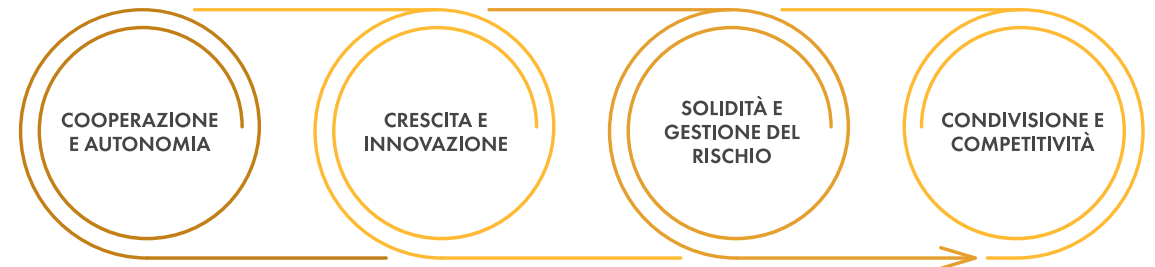 COOPERAZIONE
E AUTONOMIA
CRESCITA E
INNOVAZIONE
SOLIDITÀ E
GESTIONE DEL
RISCHIO
CONDIVISIONE E
COMPETITIVITÀ